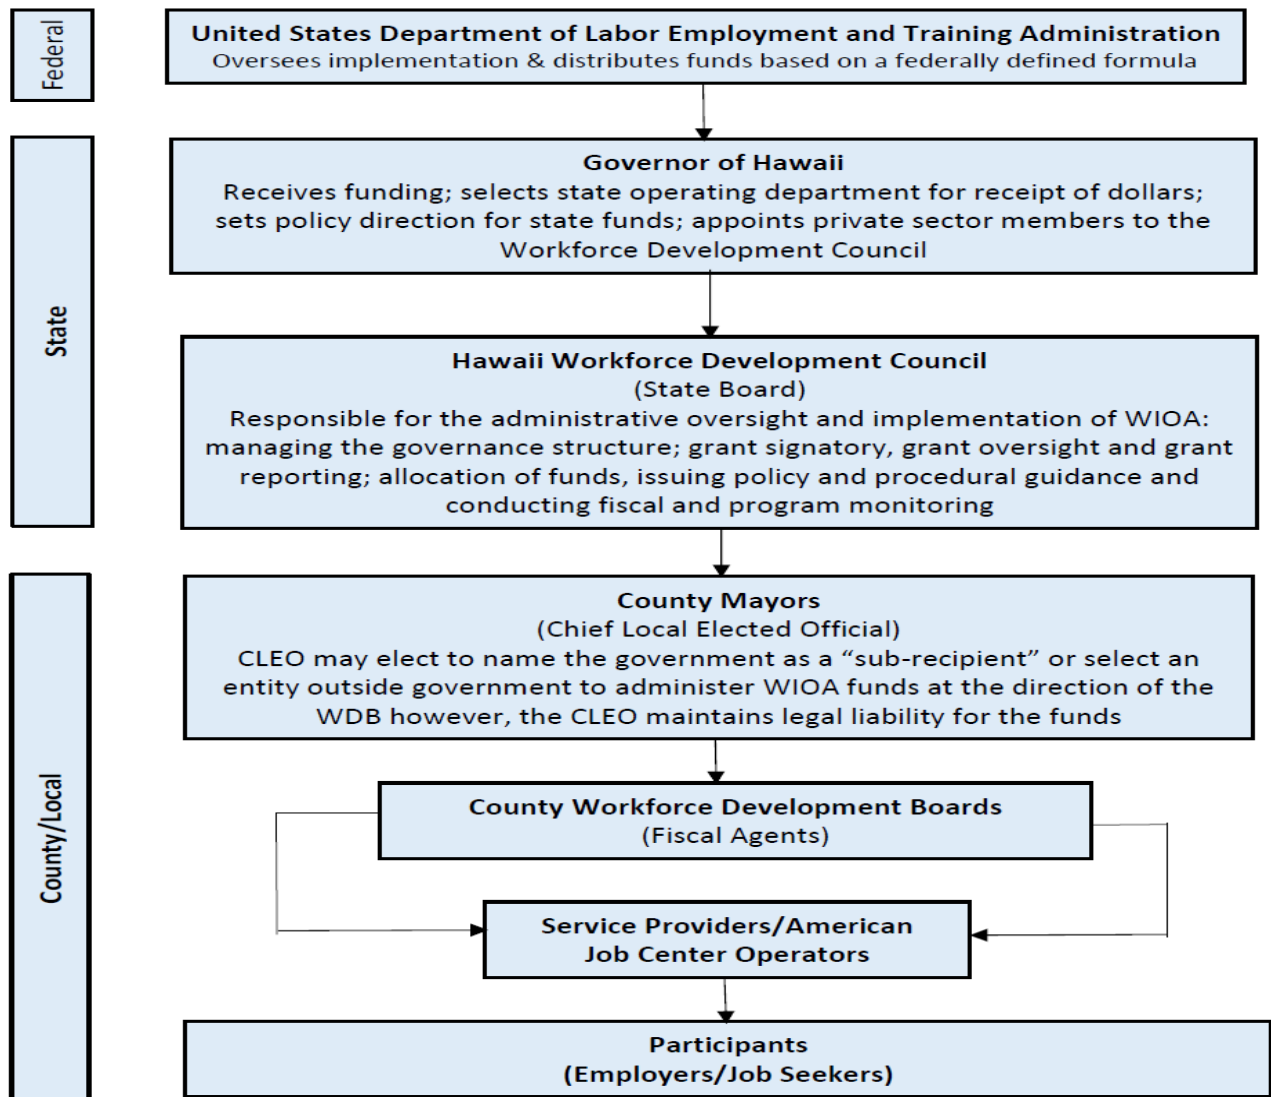 Federal
United States Department of Labor Employment and Training Administration
Oversees implementation & distributes funds based on a federally defined formula
State
Governor of Hawaii
Receives funding; selects state operating department for receipt of dollars;
sets policy direction for state funds; appoints private sector members to the
Workforce Development Council
Hawaii Workforce Development Council
(State Board)
Responsible for the administrative oversight and implementation of WIOA:
managing the governance structure; grant signatory, grant oversight and grant
reporting; allocation of funds, issuing policy and procedural guidance and
conducting fiscal and program monitoring
County/Local
County Mayors
(Chief Local Elected Official)
CLEO may elect to name the government as a “sub-recipient” or select an
entity outside government to administer WIOA funds at the direction of the
WDB however, the CLEO maintains legal liability for the funds
County Workforce Development Boards
(Fiscal Agents)
Service Providers/American
Job Center Operators
Participants
(Employers/Job Seekers)